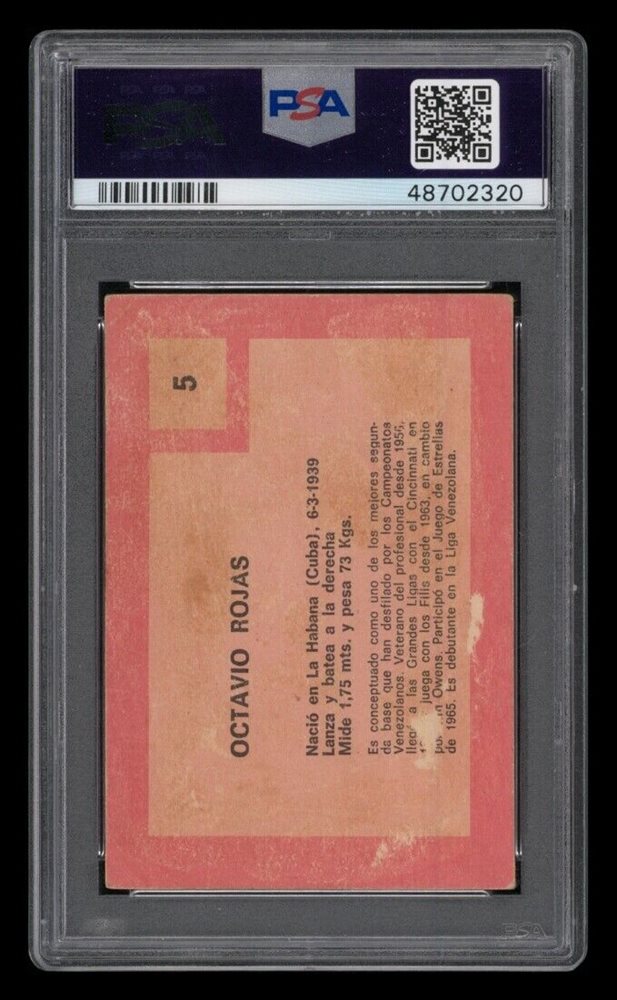 PSA
48702320
5
OCTAVIO ROJAS
Nació en La Habana (Cuba), 6-3-1939
Lanza y batea a la derecha
Mide 1,75 mts. y pesa 73 Kgs.
Es conceptuado como uno de los mejores segun-
da base que han desfilado por los Campeonatos
Venezolanos. Veterano del profesional desde 1956,
a las Grandes Ligas con el Cincinnati en
juega con los Filis desde 1963, en cambio
Owens. Participó en el Juego de Estrellas
de 1965. Es debutante en la Liga Venezolana.
PSA